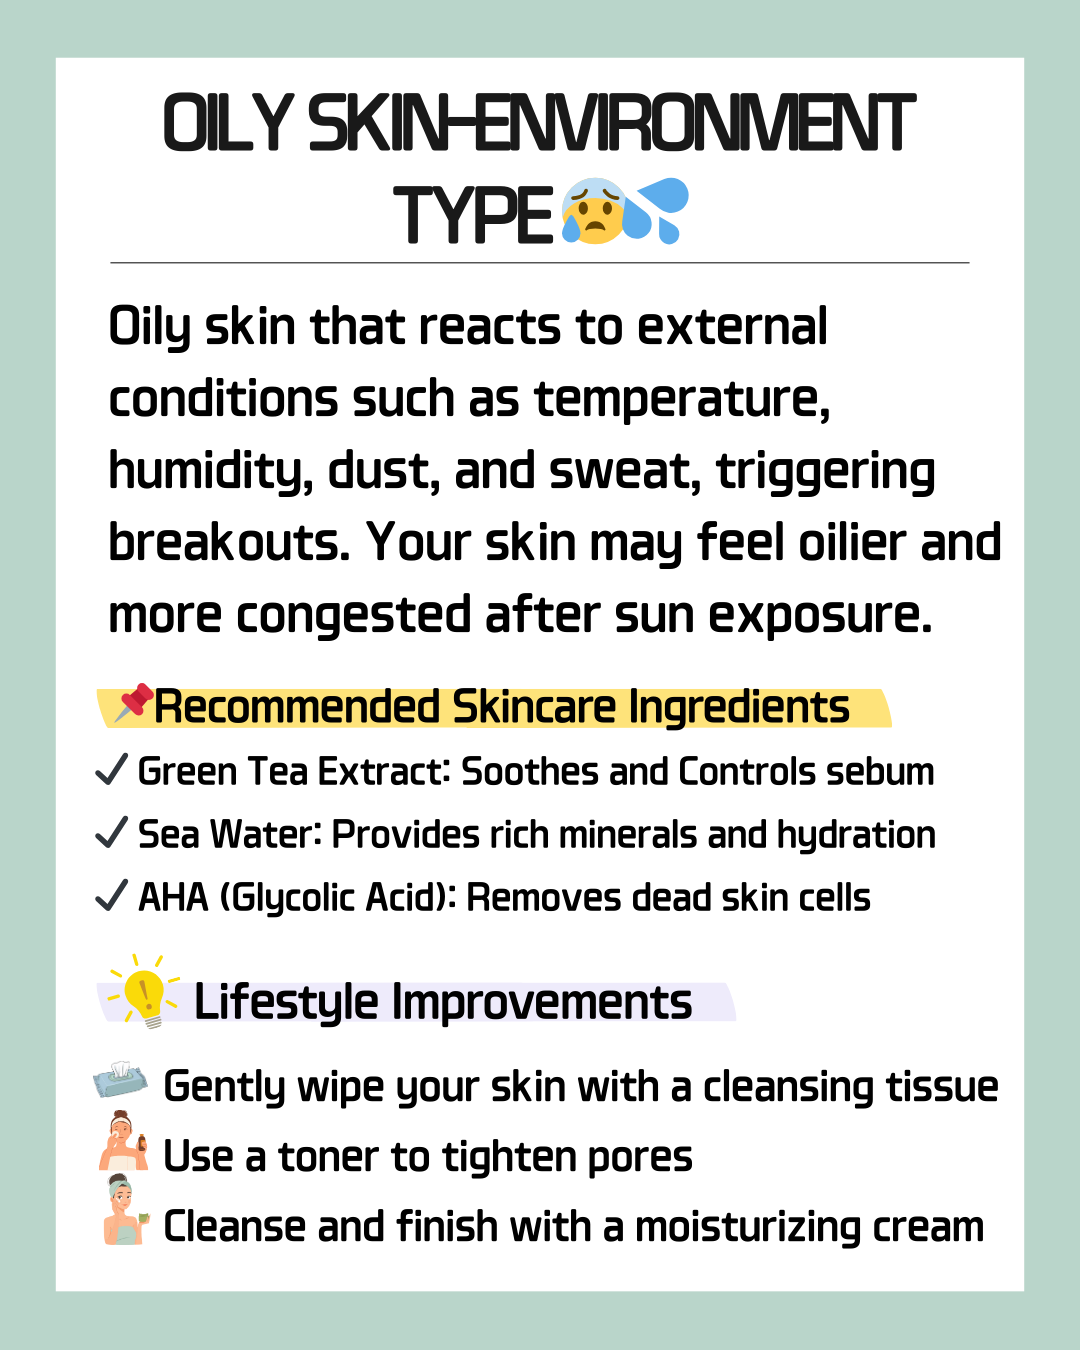 OILY SKIN-ENVIRONMENT
TYPE😰💦
Oily skin that reacts to external
conditions such as temperature,
humidity, dust, and sweat, triggering
breakouts. Your skin may feel oilier and
more congested after sun exposure.
📌Recommended Skincare Ingredients
✓ Green Tea Extract: Soothes and Controls sebum
✓ Sea Water: Provides rich minerals and hydration
✓ AHA (Glycolic Acid): Removes dead skin cells
Lifestyle Improvements
Gently wipe your skin with a cleansing tissue
Use a toner to tighten pores
Cleanse and finish with a moisturizing cream